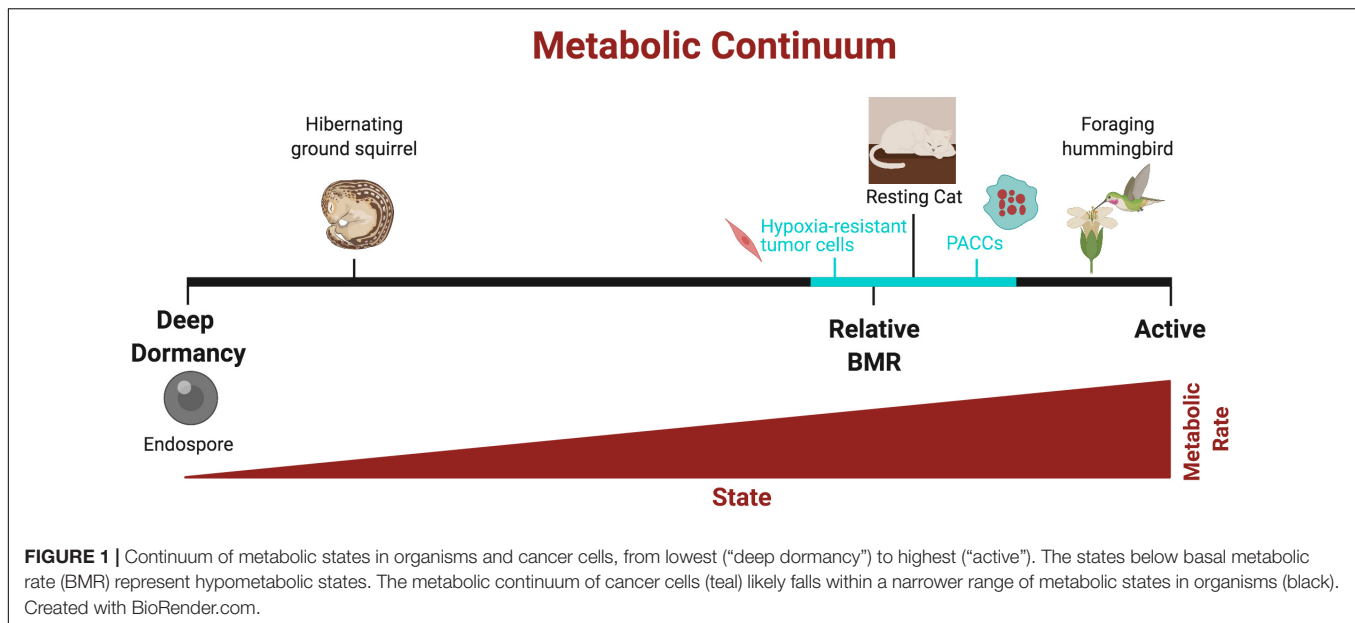 Metabolic Continuum
Hibernating
ground squirrel
Resting Cat
Foraging
hummingbird
Hypoxia-resistant
tumor cells
PACCs
Deep
Dormancy
Relative
BMR
Active
Endospore
Metabolic
Rate
State
FIGURE 1 | Continuum of metabolic states in organisms and cancer cells, from lowest (“deep dormancy”) to highest (“active”). The states below basal metabolic
rate (BMR) represent hypometabolic states. The metabolic continuum of cancer cells (teal) likely falls within a narrower range of metabolic states in organisms (black).
Created with BioRender.com.